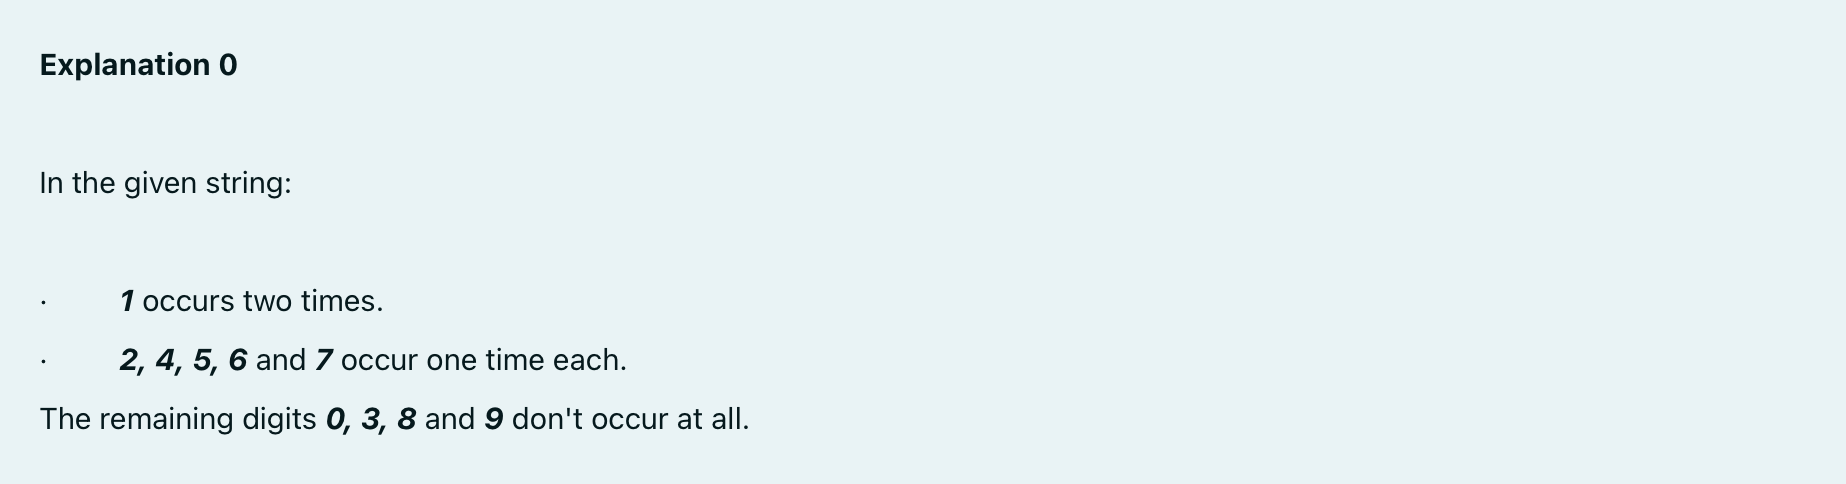 Explanation 0
In the given string:
· 1 occurs two times.
· 2, 4, 5, 6 and 7 occur one time each.
The remaining digits 0, 3, 8 and 9 don't occur at all.